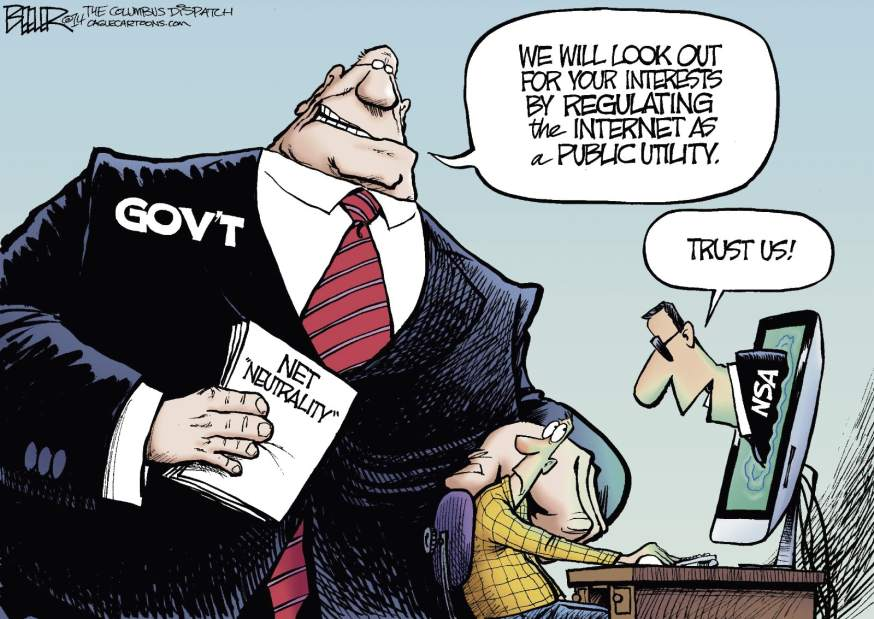 BEELER ©'14 THE COLUMBUS DISPATCH
CAGLECARTOONS.COM
WE WILL LOOK OUT
FOR YOUR INTERESTS
BY REGULATING
the INTERNET AS
a PUBLIC UTILITY.
GOV'T
TRUST US!
NET
"NEUTRALITY"
NSA